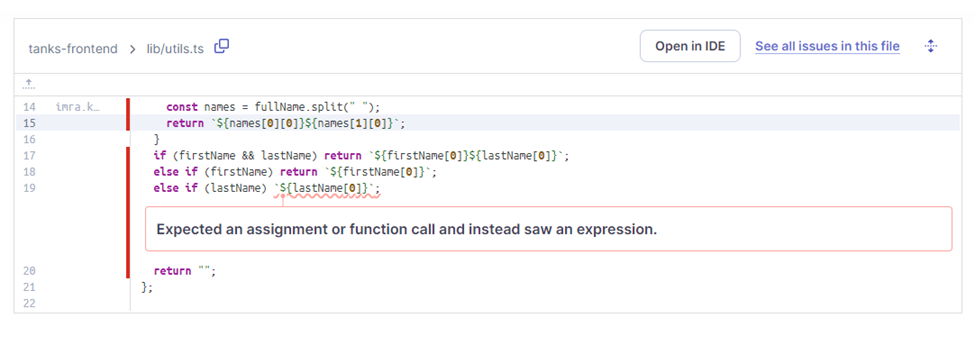 tanks-frontend > lib/utils.ts
Open in IDE
See all issues in this file
14 imra.k… const names = fullName.split(" ");
15 return `${names[0][0]}${names[1][0]}`;
16 }
17 if (firstName && lastName) return `${firstName[0]}${lastName[0]}`;
18 else if (firstName) return `${firstName[0]}`;
19 else if (lastName) `${lastName[0]}`;
Expected an assignment or function call and instead saw an expression.
20 return "";
21 };
22